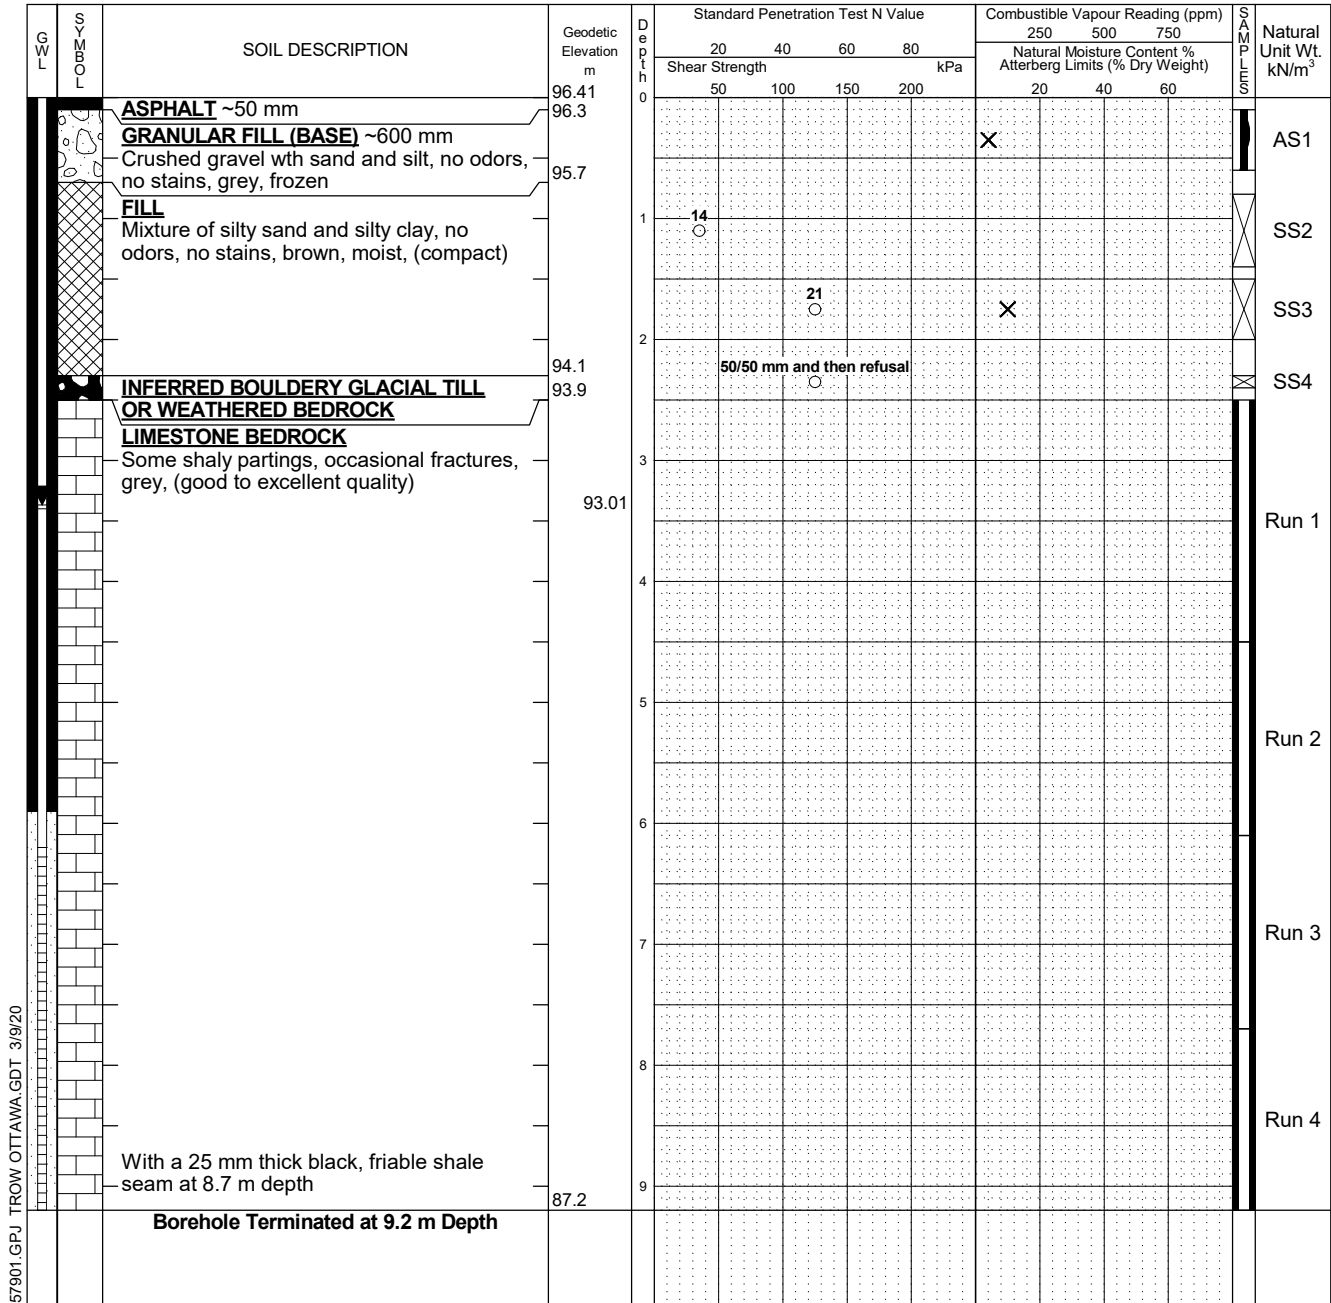 GWL
SYMBOL
SOIL DESCRIPTION
Geodetic
Elevation
m
96.41
Depth
0
Standard Penetration Test N Value
20 40 60 80
Shear Strength kPa
50 100 150 200
Combustible Vapour Reading (ppm)
250 500 750
Natural Moisture Content %
Atterberg Limits (% Dry Weight)
20 40 60
SAMPLES
Natural
Unit Wt.
kN/m³
ASPHALT ~50 mm
96.3
GRANULAR FILL (BASE) ~600 mm
Crushed gravel wth sand and silt, no odors,
no stains, grey, frozen
95.7
AS1
FILL
Mixture of silty sand and silty clay, no
odors, no stains, brown, moist, (compact)
1
14
SS2
21
SS3
2
94.1
50/50 mm and then refusal
SS4
INFERRED BOULDERY GLACIAL TILL
OR WEATHERED BEDROCK
93.9
LIMESTONE BEDROCK
Some shaly partings, occasional fractures,
grey, (good to excellent quality)
3
93.01
Run 1
4
5
Run 2
6
7
Run 3
8
Run 4
With a 25 mm thick black, friable shale
seam at 8.7 m depth
9
87.2
Borehole Terminated at 9.2 m Depth
57901.GPJ TROW OTTAWA.GDT 3/9/20